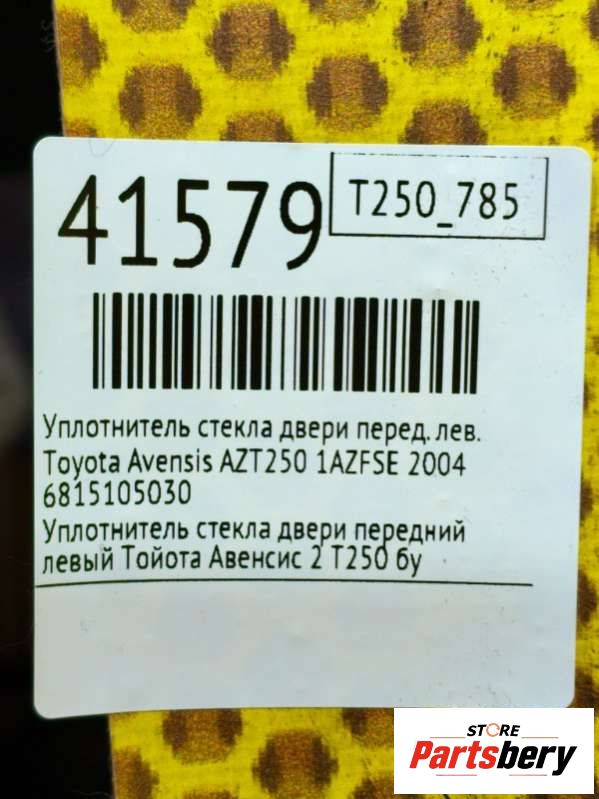 41579
T250_785
Уплотнитель стекла двери перед. лев.
Toyota Avensis AZT250 1AZFSE 2004
6815105030
Уплотнитель стекла двери передний
левый Тойота Авенсис 2 Т250 бу
STORE
Partsbery